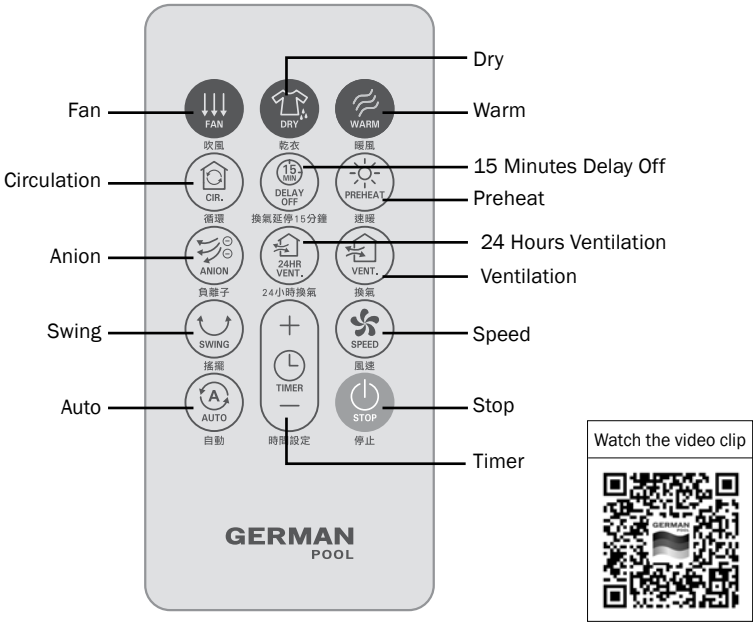 Dry
Fan
Warm
FAN
DRY
WARM
吹風
乾衣
暖風
15 Minutes Delay Off
Circulation
Preheat
CIR.
15
MIN
DELAY
OFF
PREHEAT
循環
換氣延停15分鐘
速暖
24 Hours Ventilation
Anion
Ventilation
ANION
24HR
VENT.
VENT.
負離子
24小時換氣
換氣
Swing
Speed
SWING
SPEED
搖擺
風速
TIMER
Auto
Stop
A
AUTO
STOP
自動
時間設定
停止
Timer
GERMAN
POOL
Watch the video clip
GERMAN
POOL